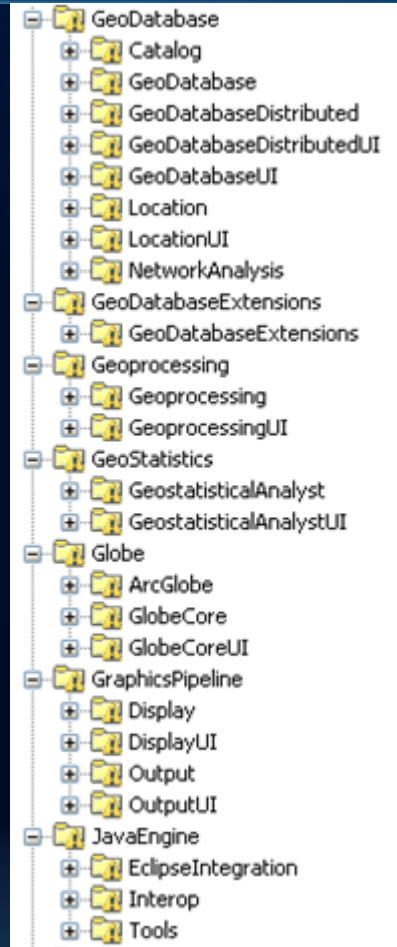 GeoDatabase
Catalog
GeoDatabase
GeoDatabaseDistributed
GeoDatabaseDistributedUI
GeoDatabaseUI
Location
LocationUI
NetworkAnalysis
GeoDatabaseExtensions
GeoDatabaseExtensions
Geoprocessing
Geoprocessing
GeoprocessingUI
GeoStatistics
GeostatisticalAnalyst
GeostatisticalAnalystUI
Globe
ArcGlobe
GlobeCore
GlobeCoreUI
GraphicsPipeline
Display
DisplayUI
Output
OutputUI
JavaEngine
EclipseIntegration
Interop
Tools